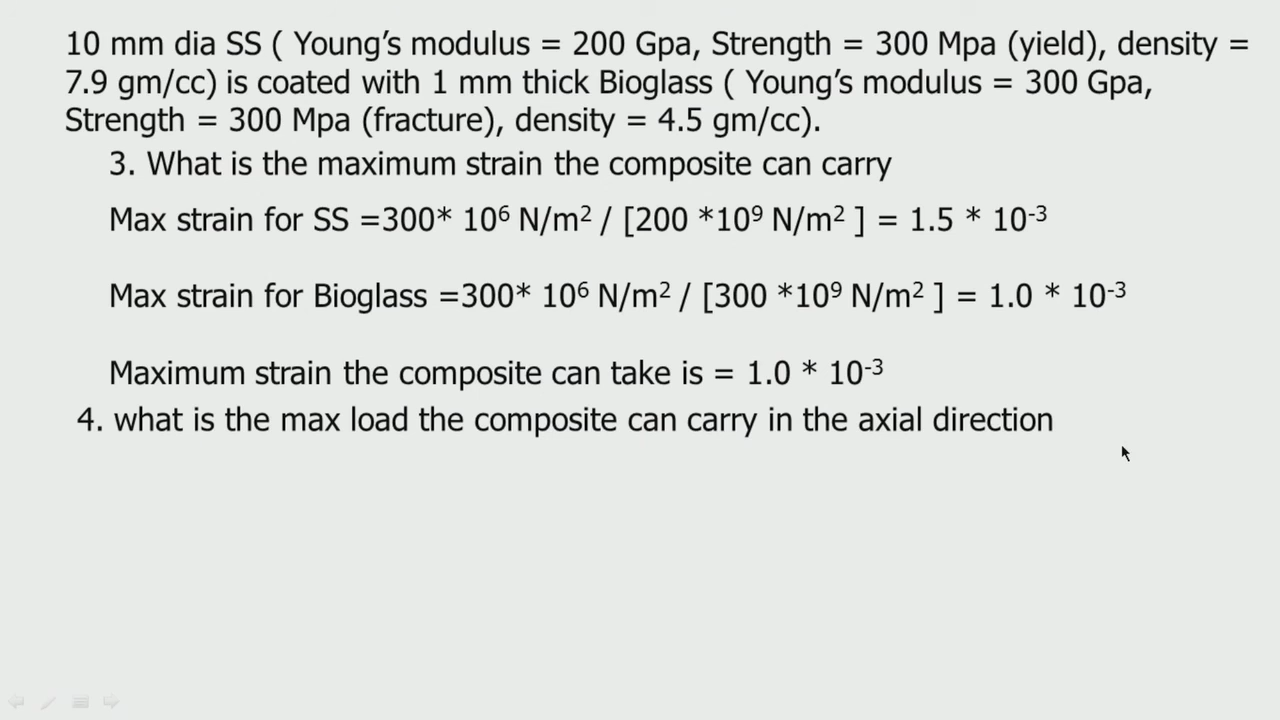 10 mm dia SS ( Young’s modulus = 200 Gpa, Strength = 300 Mpa (yield), density =
7.9 gm/cc) is coated with 1 mm thick Bioglass ( Young’s modulus = 300 Gpa,
Strength = 300 Mpa (fracture), density = 4.5 gm/cc).
3. What is the maximum strain the composite can carry
Max strain for SS =300* 10⁶ N/m² / [200 *10⁹ N/m² ] = 1.5 * 10⁻³
Max strain for Bioglass =300* 10⁶ N/m² / [300 *10⁹ N/m² ] = 1.0 * 10⁻³
Maximum strain the composite can take is = 1.0 * 10⁻³
4. what is the max load the composite can carry in the axial direction